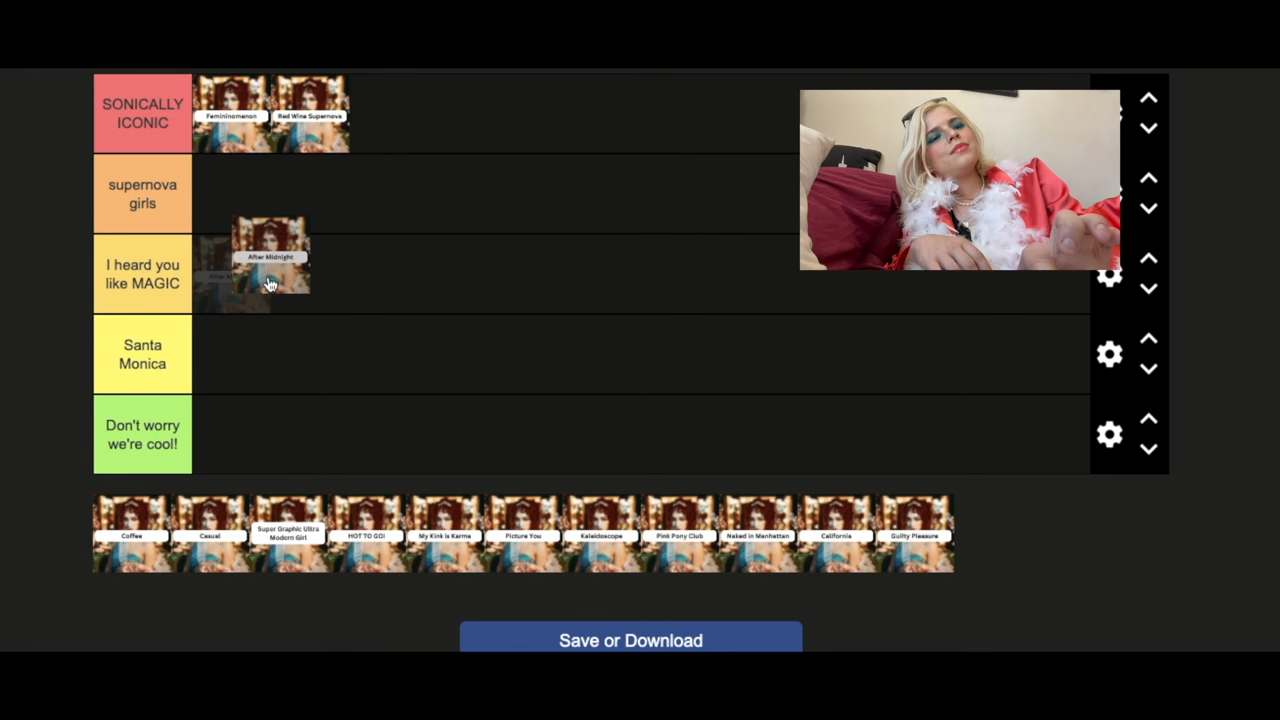 SONICALLY
ICONIC
Femininomenon
Red Wine Supernova
supernova
girls
I heard you
like MAGIC
After Midnight
Santa
Monica
Don't worry
we're cool!
Coffee
Casual
Super Graphic Ultra
Modern Girl
HOT TO GO!
My Kink is Karma
Picture You
Kaleidoscope
Pink Pony Club
Naked in Manhattan
California
Guilty Pleasure
Save or Download